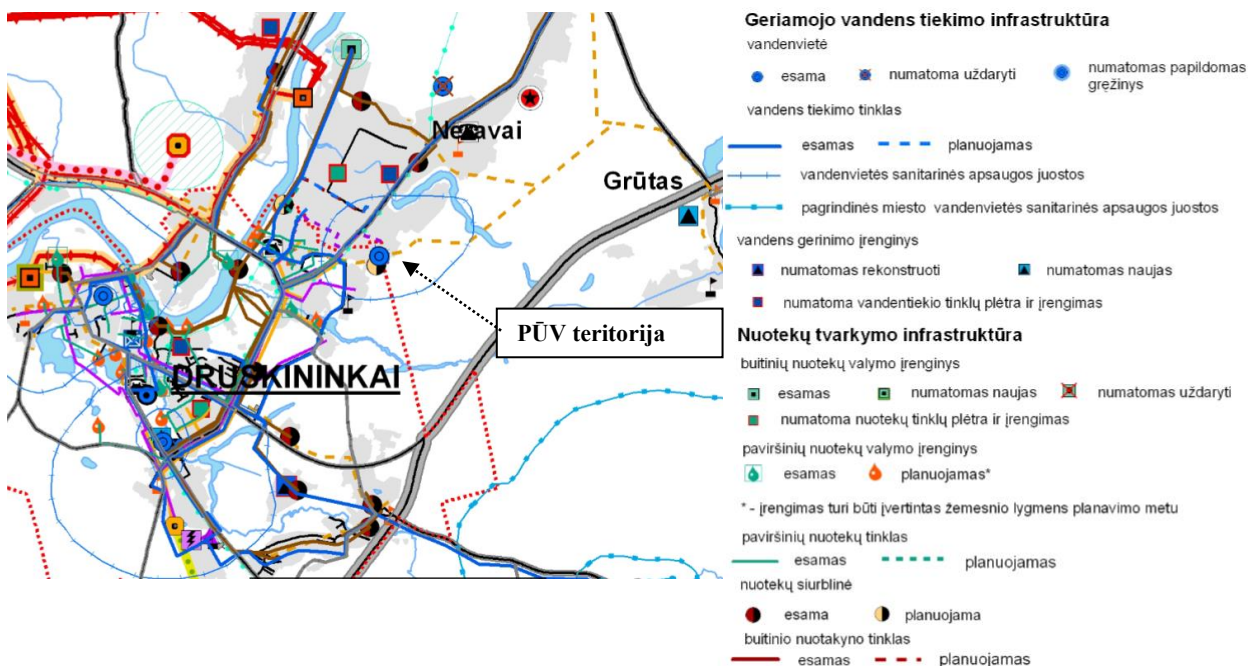 Neravai
Grūtas
PŪV teritorija
DRUSKININKAI
Geriamojo vandens tiekimo infrastruktūra
vandenvietė
esama numatoma uždaryti numatomas papildomas
gręžinys
vandens tiekimo tinklas
esamas planuojamas
vandenvietės sanitarinės apsaugos juostos
pagrindinės miesto vandenvietės sanitarinės apsaugos juostos
vandens gerinimo įrenginys
numatomas rekonstruoti numatomas naujas
numatoma vandentiekio tinklų plėtra ir įrengimas
Nuotekų tvarkymo infrastruktūra
buitinių nuotekų valymo įrenginys
esamas numatomas naujas numatomas uždaryti
numatoma nuotekų tinklų plėtra ir įrengimas
paviršinių nuotekų valymo įrenginys
esamas planuojamas*
* - įrengimas turi būti įvertintas žemesnio lygmens planavimo metu
paviršinių nuotekų tinklas
esamas planuojamas
nuotekų siurblinė
esama planuojama
buitinio nuotakyno tinklas
esamas planuojamas